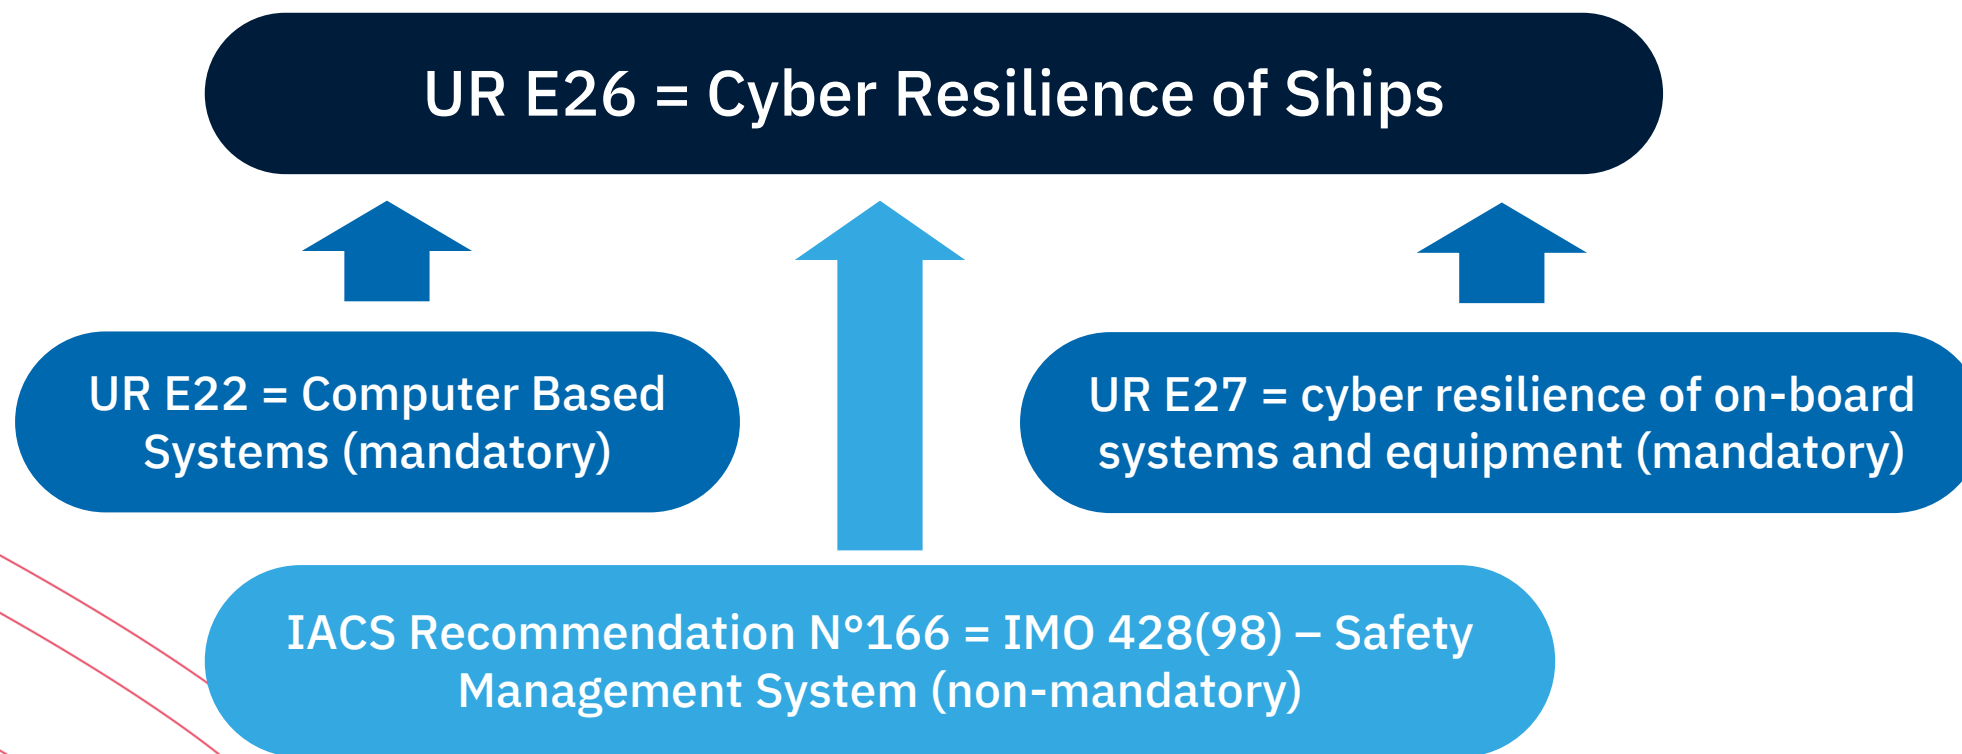 UR E26 = Cyber Resilience of Ships
UR E22 = Computer Based
Systems (mandatory)
UR E27 = cyber resilience of on-board
systems and equipment (mandatory)
IACS Recommendation N°166 = IMO 428(98) – Safety
Management System (non-mandatory)